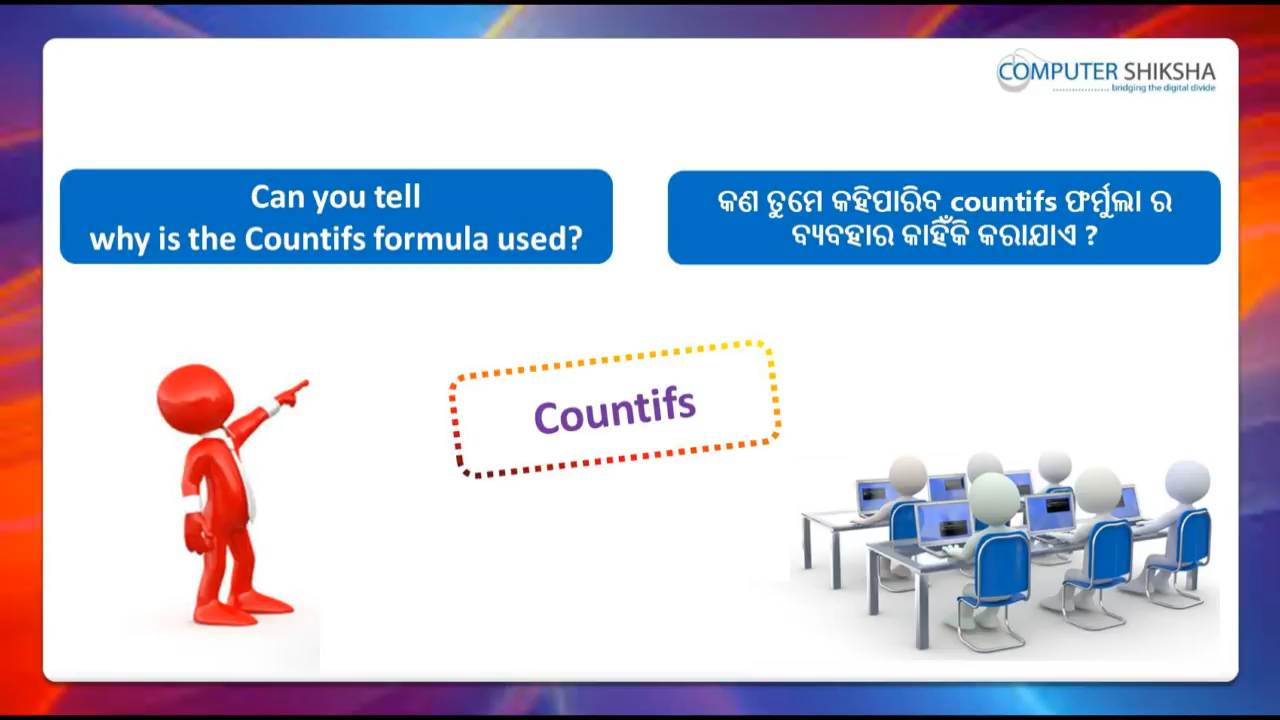 COMPUTER SHIKSHA
bridging the digital divide
Can you tell
why is the Countifs formula used?
କଣ ତୁମେ କହିପାରିବ countifs ଫର୍ମୁଲା ର
ବ୍ୟବହାର କାହିଁକି କରାଯାଏ ?
Countifs